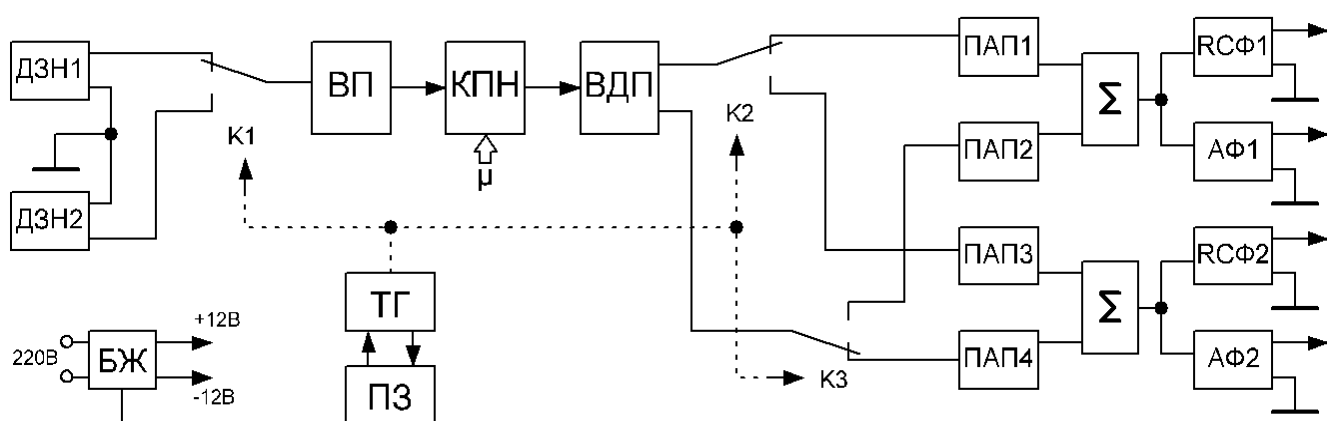 ДЗН1
ВП
КПН
ВДП
ПАП1
Σ
RCФ1
K1
K2
µ
ПАП2
АФ1
ДЗН2
ПАП3
Σ
RCФ2
ТГ
+12В
220В
БЖ
-12В
ПЗ
K3
ПАП4
АФ2